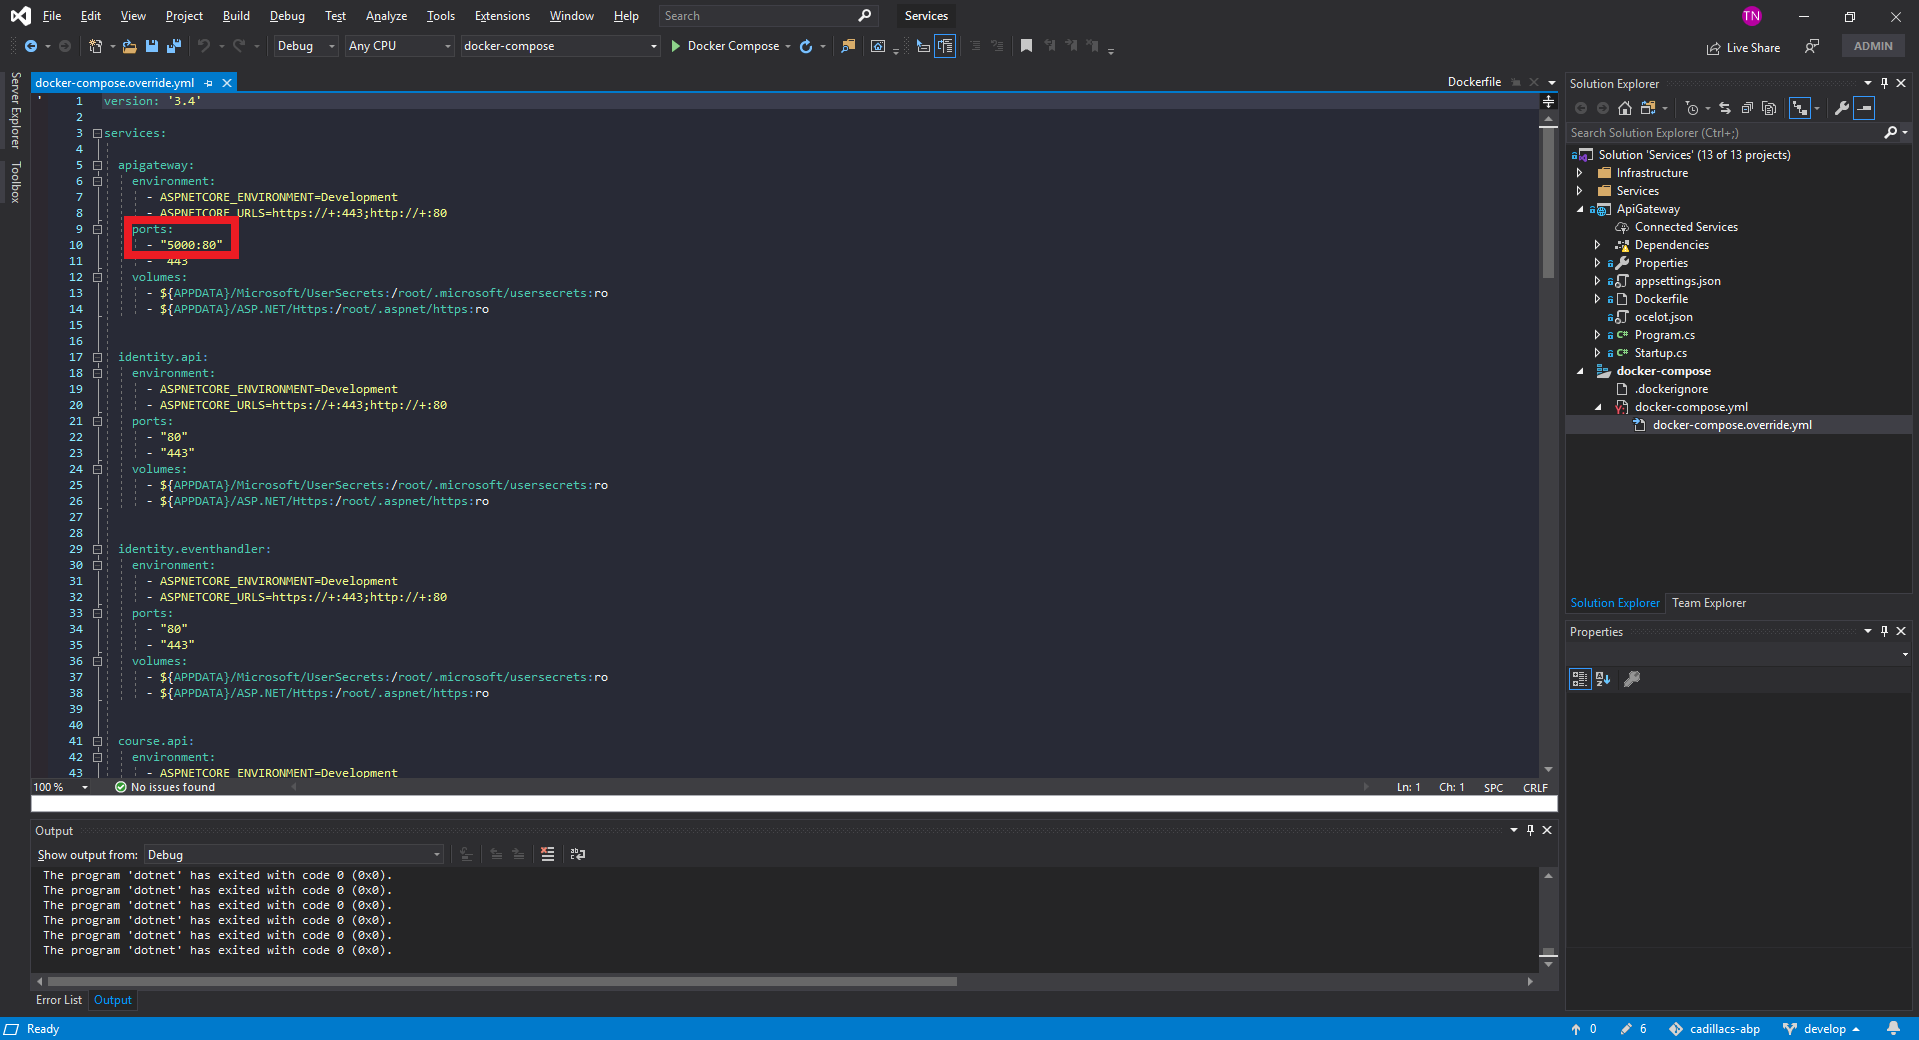 File Edit View Project Build Debug Test Analyze Tools Extensions Window Help Search Services TN
Debug Any CPU docker-compose Docker Compose Live Share ADMIN
Server Explorer
Toolbox
docker-compose.override.yml Dockerfile
1 version: '3.4'
2
3 services:
4
5 apigateway:
6 environment:
7 - ASPNETCORE_ENVIRONMENT=Development
8 - ASPNETCORE_URLS=https://+:443;http://+:80
9 ports:
10 - "5000:80"
11 - "443"
12 volumes:
13 - ${APPDATA}/Microsoft/UserSecrets:/root/.microsoft/usersecrets:ro
14 - ${APPDATA}/ASP.NET/Https:/root/.aspnet/https:ro
15
16
17 identity.api:
18 environment:
19 - ASPNETCORE_ENVIRONMENT=Development
20 - ASPNETCORE_URLS=https://+:443;http://+:80
21 ports:
22 - "80"
23 - "443"
24 volumes:
25 - ${APPDATA}/Microsoft/UserSecrets:/root/.microsoft/usersecrets:ro
26 - ${APPDATA}/ASP.NET/Https:/root/.aspnet/https:ro
27
28
29 identity.eventhandler:
30 environment:
31 - ASPNETCORE_ENVIRONMENT=Development
32 - ASPNETCORE_URLS=https://+:443;http://+:80
33 ports:
34 - "80"
35 - "443"
36 volumes:
37 - ${APPDATA}/Microsoft/UserSecrets:/root/.microsoft/usersecrets:ro
38 - ${APPDATA}/ASP.NET/Https:/root/.aspnet/https:ro
39
40
41 course.api:
42 environment:
43 - ASPNETCORE_ENVIRONMENT=Development
100 % No issues found Ln: 1 Ch: 1 SPC CRLF
Output
Show output from: Debug
The program 'dotnet' has exited with code 0 (0x0).
The program 'dotnet' has exited with code 0 (0x0).
The program 'dotnet' has exited with code 0 (0x0).
The program 'dotnet' has exited with code 0 (0x0).
The program 'dotnet' has exited with code 0 (0x0).
The program 'dotnet' has exited with code 0 (0x0).
Error List Output
Solution Explorer
Search Solution Explorer (Ctrl+;)
Solution 'Services' (13 of 13 projects)
Infrastructure
Services
ApiGateway
Connected Services
Dependencies
Properties
appsettings.json
Dockerfile
ocelot.json
C# Program.cs
C# Startup.cs
docker-compose
.dockerignore
docker-compose.yml
docker-compose.override.yml
Solution Explorer Team Explorer
Properties
Ready 0 6 cadillacs-abp develop